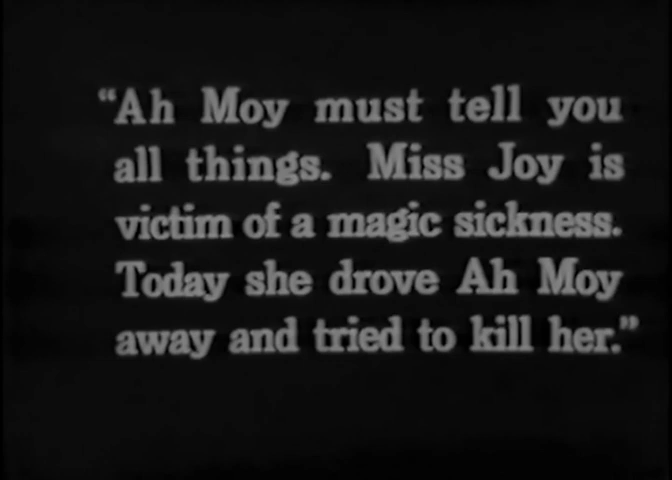 “Ah Moy must tell you
all things. Miss Joy is
victim of a magic sickness.
Today she drove Ah Moy
away and tried to kill her.”